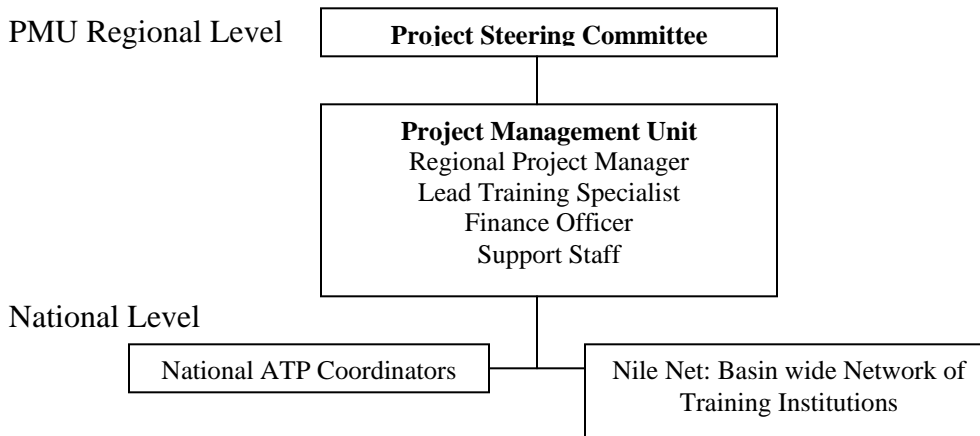 PMU Regional Level
Project Steering Committee
Project Management Unit
Regional Project Manager
Lead Training Specialist
Finance Officer
Support Staff
National Level
National ATP Coordinators
Nile Net: Basin wide Network of
Training Institutions